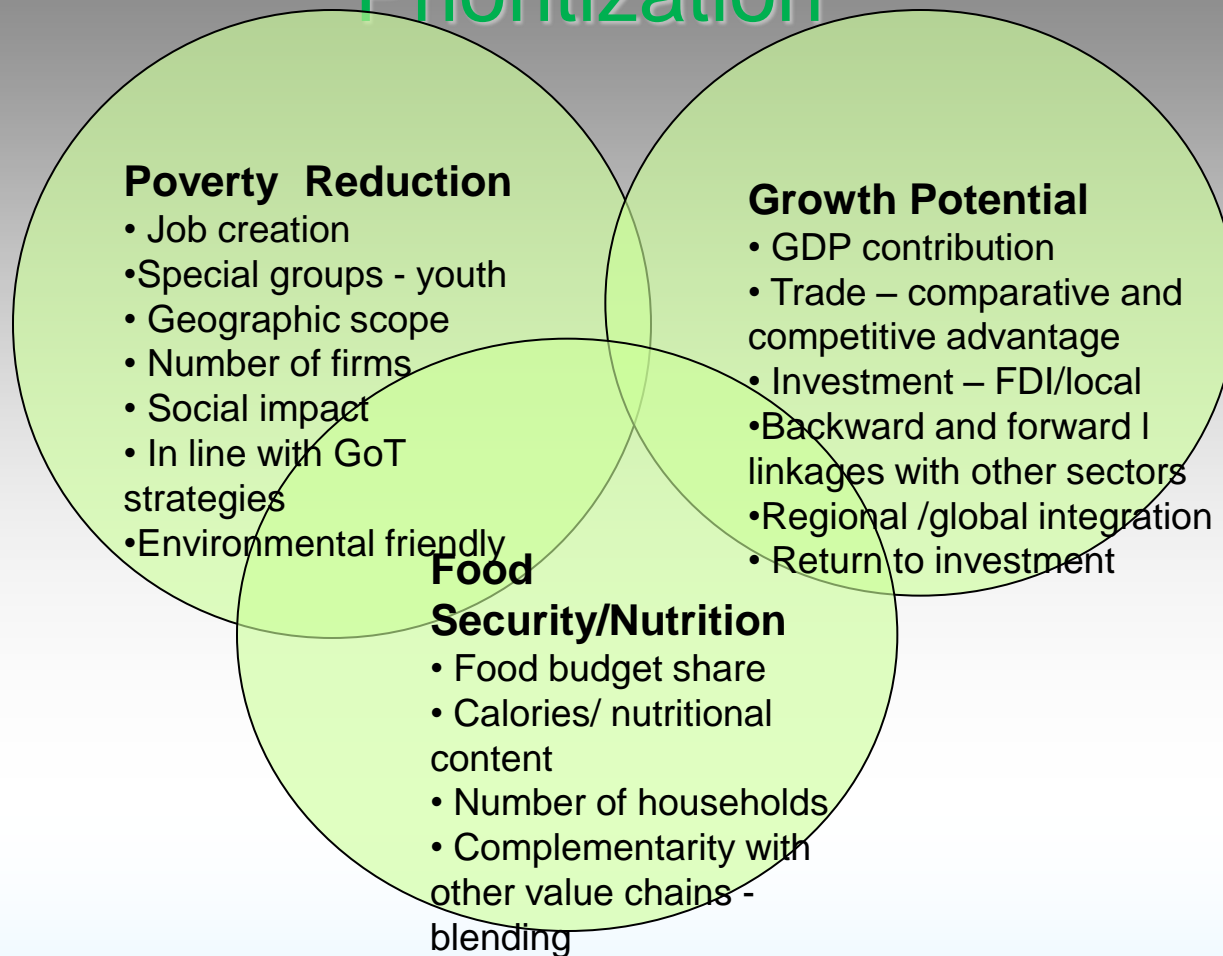 Prioritization
Poverty Reduction
• Job creation
•Special groups - youth
• Geographic scope
• Number of firms
• Social impact
• In line with GoT
strategies
•Environmental friendly
Growth Potential
• GDP contribution
• Trade – comparative and
competitive advantage
• Investment – FDI/local
•Backward and forward l
linkages with other sectors
•Regional /global integration
• Return to investment
Food
Security/Nutrition
• Food budget share
• Calories/ nutritional
content
• Number of households
• Complementarity with
other value chains -
blending